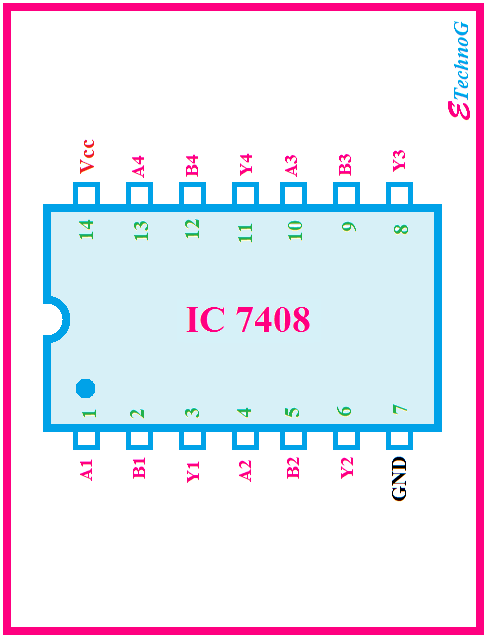 ETechnoG
Vcc A4 B4 Y4 A3 B3 Y3
14 13 12 11 10 9 8
IC 7408
1 2 3 4 5 6 7
A1 B1 Y1 A2 B2 Y2 GND